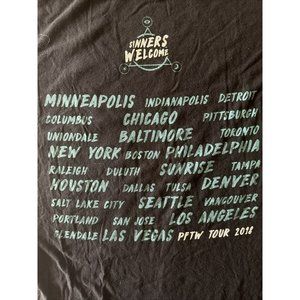 SINNERS
WELCOME
MINNEAPOLIS INDIANAPOLIS DETROIT
COLUMBUS CHICAGO PITTSBURGH
UNIONDALE BALTIMORE TORONTO
NEW YORK BOSTON PHILADELPHIA
RALEIGH DULUTH SUNRISE TAMPA
HOUSTON DALLAS TULSA DENVER
SALT LAKE CITY SEATTLE VANCOUVER
PORTLAND SAN JOSE LOS ANGELES
GLENDALE LAS VEGAS PFTW TOUR 2018